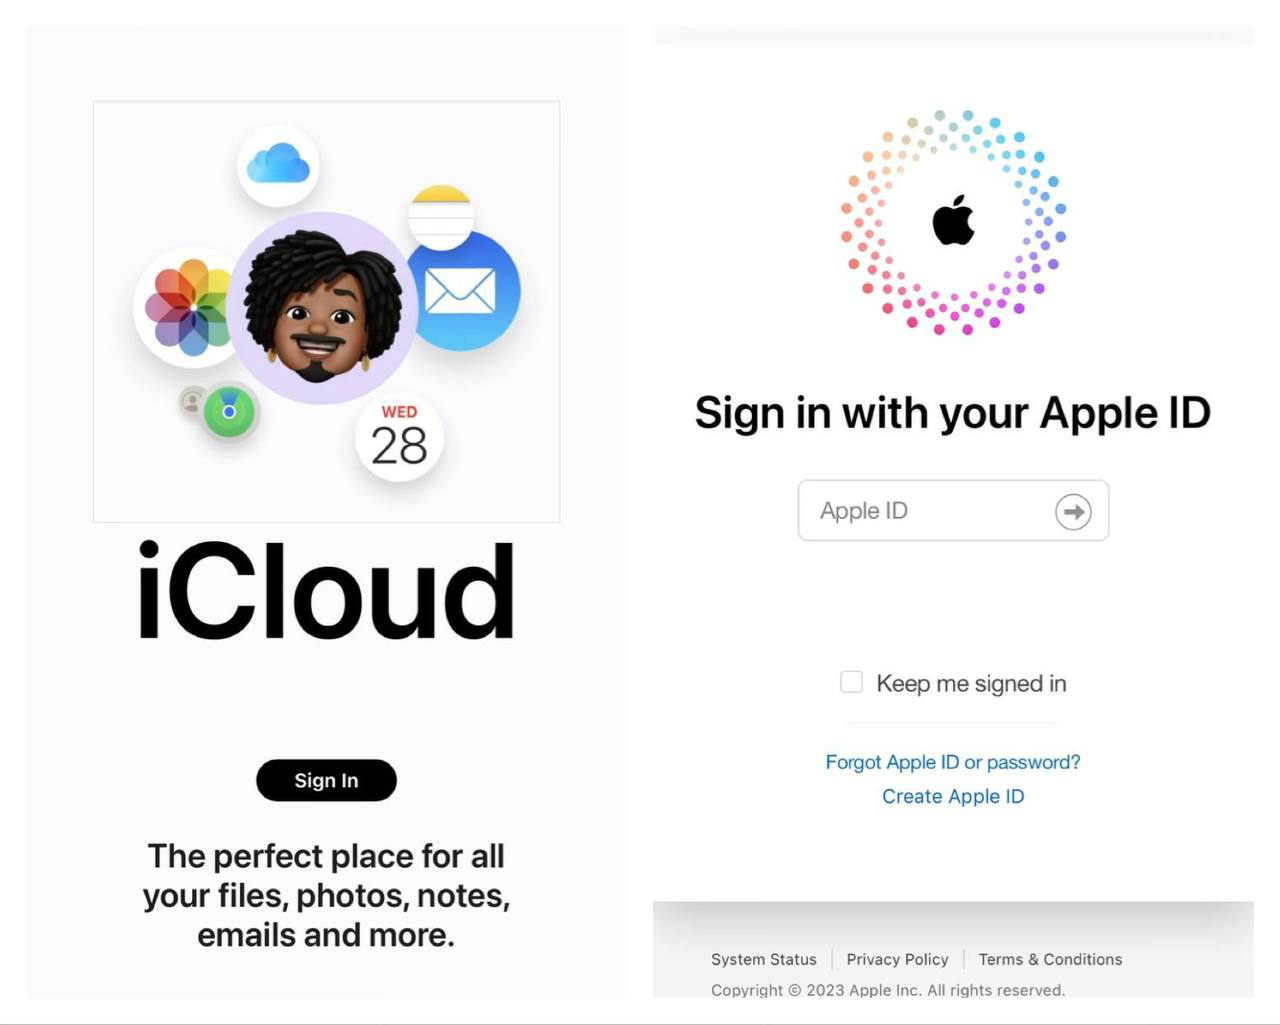 WED
28
iCloud
Sign In
The perfect place for all
your files, photos, notes,
emails and more.
Sign in with your Apple ID
Apple ID
Keep me signed in
Forgot Apple ID or password?
Create Apple ID
System Status Privacy Policy Terms & Conditions
Copyright © 2023 Apple Inc. All rights reserved.